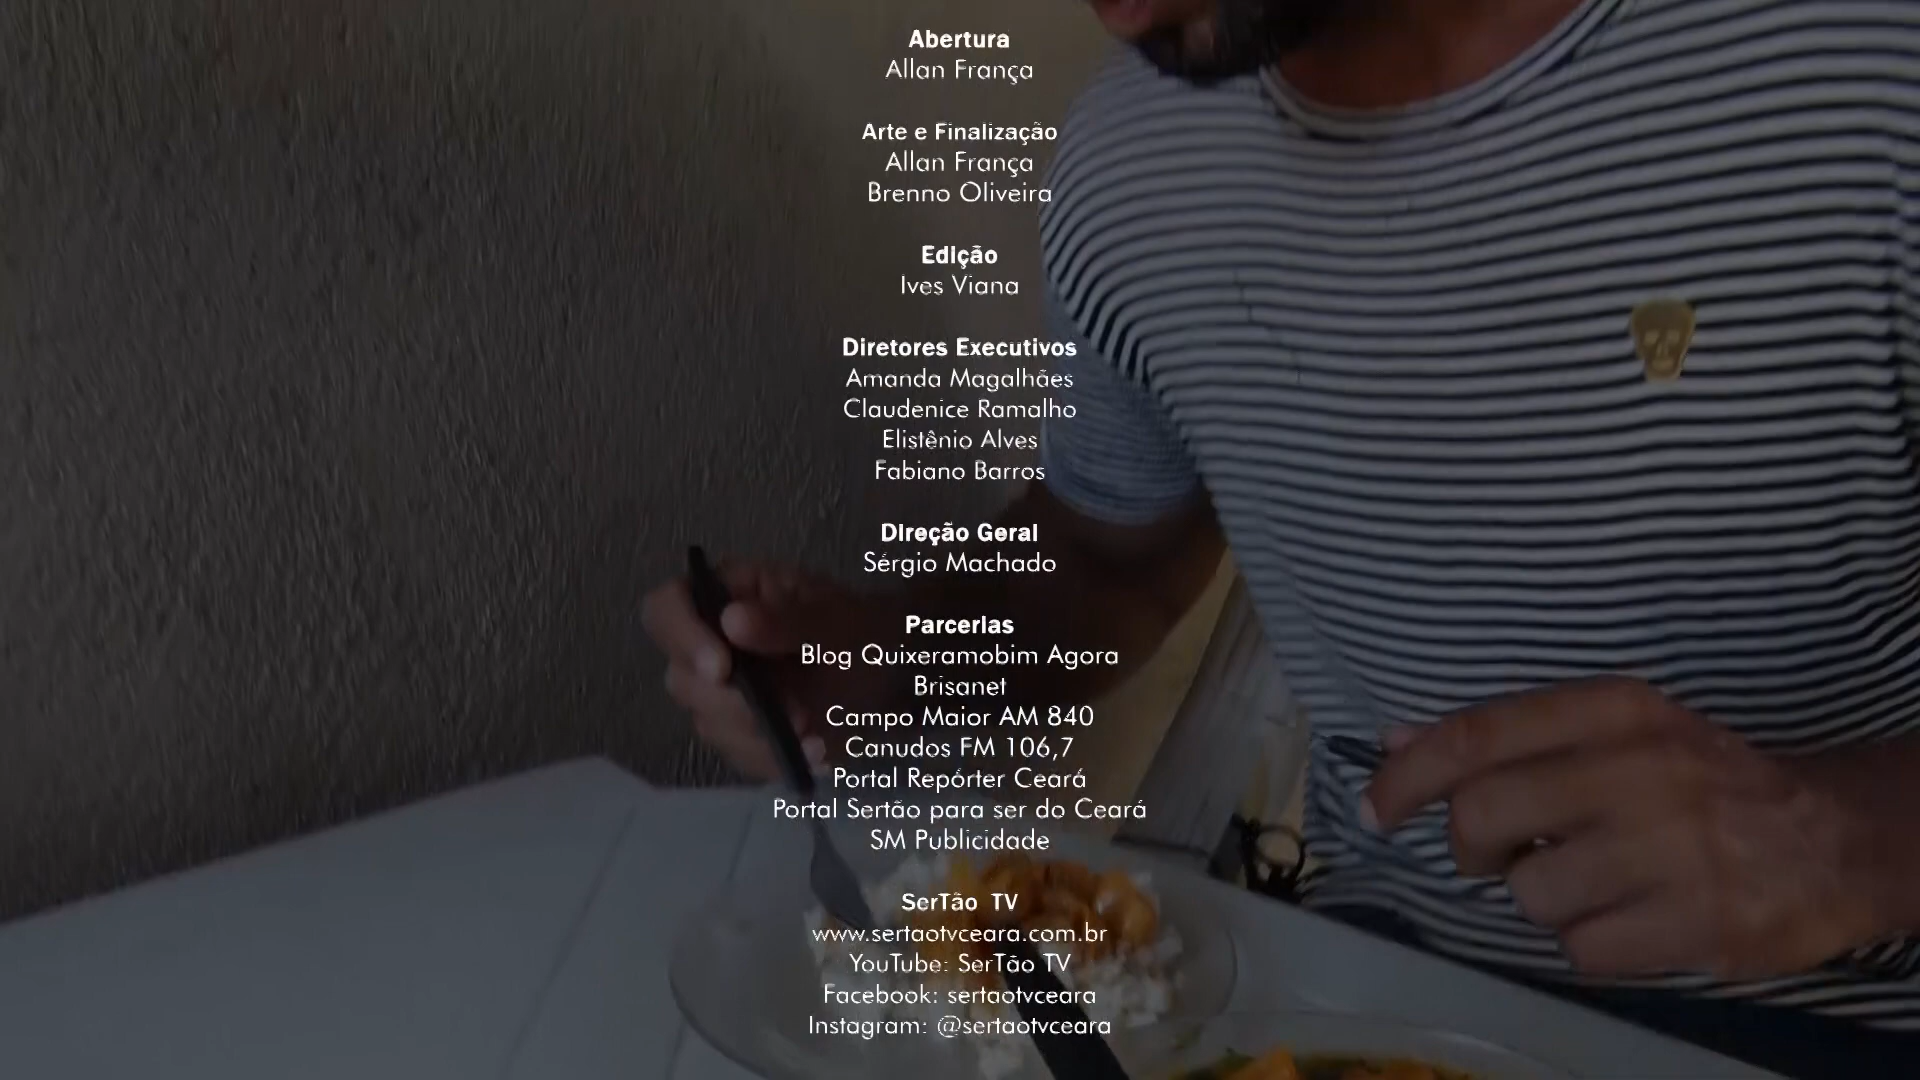 Abertura
Allan França
Arte e Finalização
Allan França
Brenno Oliveira
Edição
Ives Viana
Diretores Executivos
Amanda Magalhães
Claudenice Ramalho
Elistênio Alves
Fabiano Barros
Direção Geral
Sérgio Machado
Parcerias
Blog Quixeramobim Agora
Brisanet
Campo Maior AM 840
Canudos FM 106,7
Portal Repórter Ceará
Portal Sertão para ser do Ceará
SM Publicidade
SerTão TV
www.sertaotvceara.com.br
YouTube: SerTão TV
Facebook: sertaotvceara
Instagram: @sertaotvceara